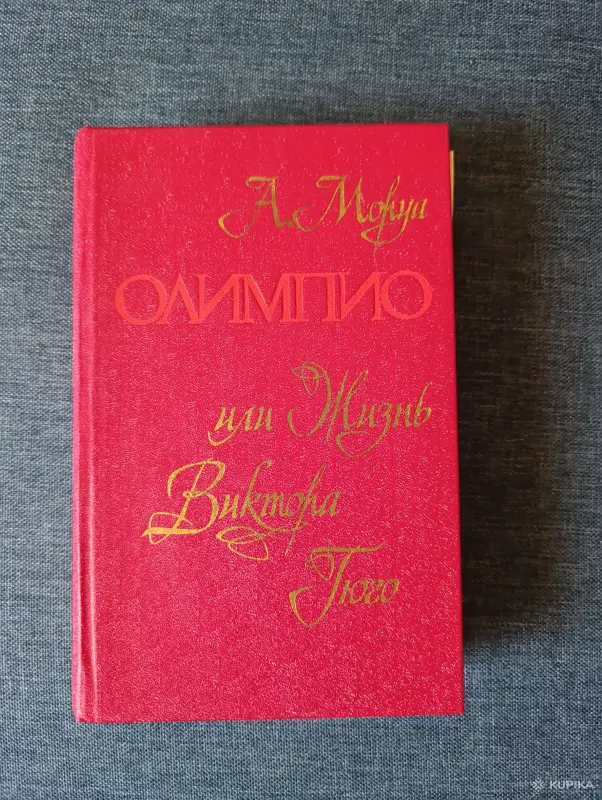 А. Моруа
ОЛИМПИО
или Жизнь
Виктора
Гюго
KUPIKA